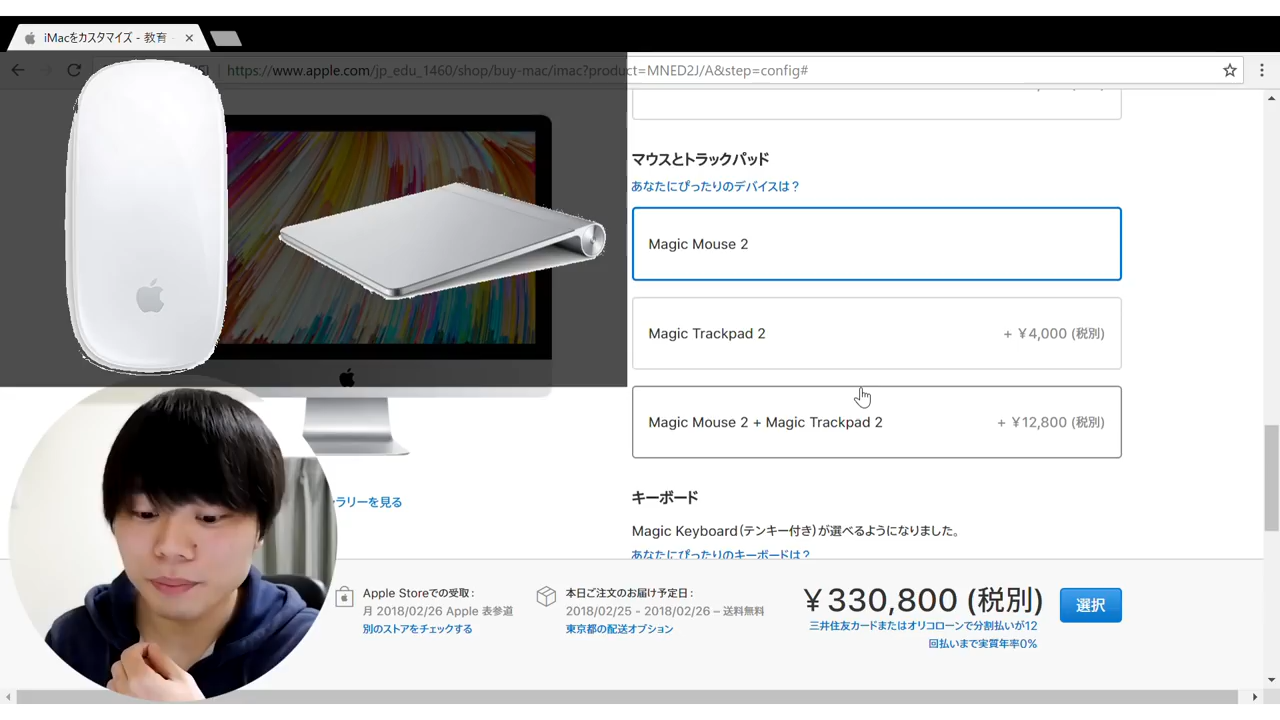 iMacをカスタマイズ - 教育
https://www.apple.com/jp_edu_1460/shop/buy-mac/imac?product=MNED2J/A&step=config#
マウスとトラックパッド
あなたにぴったりのデバイスは？
Magic Mouse 2
Magic Trackpad 2
+ ¥4,000 (税別)
Magic Mouse 2 + Magic Trackpad 2
+ ¥12,800 (税別)
キーボード
ラリーを見る
Magic Keyboard（テンキー付き）が選べるようになりました。
あなたにぴったりのキーボードは？
Apple Storeでの受取：
月 2018/02/26 Apple 表参道
別のストアをチェックする
本日ご注文のお届け予定日：
2018/02/25 - 2018/02/26 – 送料無料
東京都の配送オプション
¥330,800 (税別)
三井住友カードまたはオリコローンで分割払いが12
回払いまで実質年率0%
選択